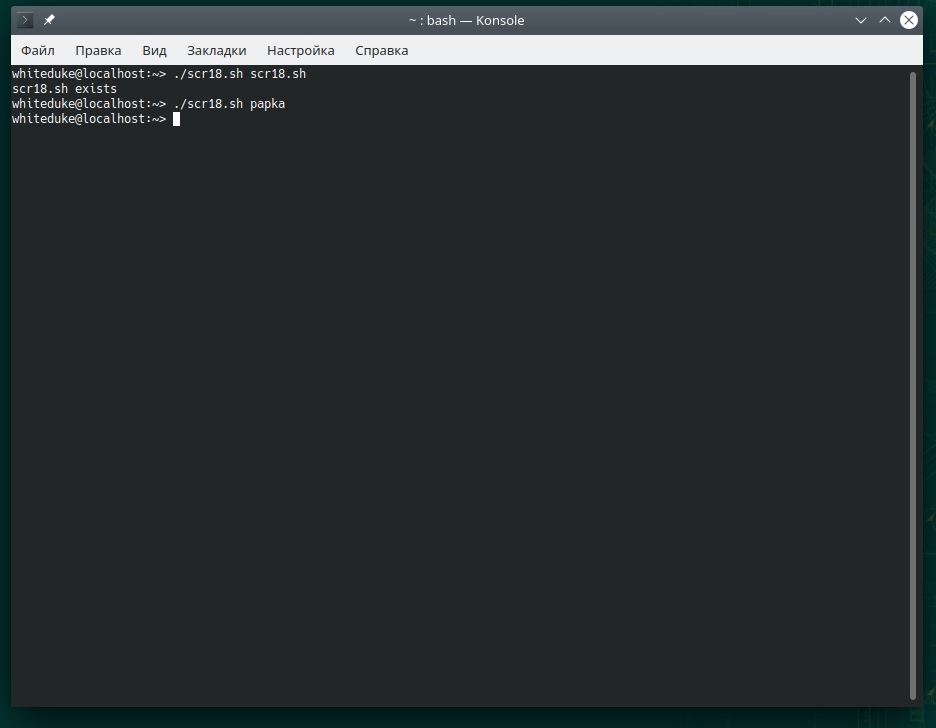 ~ : bash — Konsole
Файл Правка Вид Закладки Настройка Справка
whiteduke@localhost:~> ./scr18.sh scr18.sh
scr18.sh exists
whiteduke@localhost:~> ./scr18.sh papka
whiteduke@localhost:~>